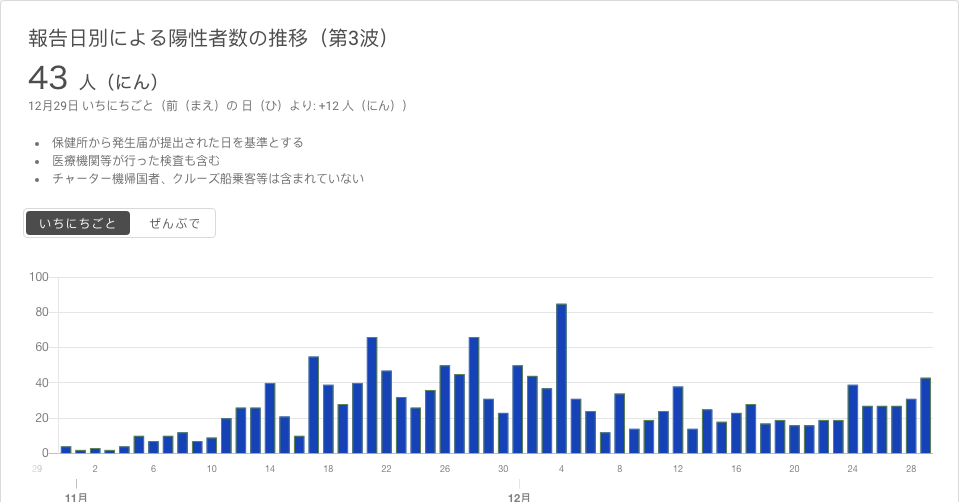 報告日別による陽性者数の推移（第3波）
43 人（にん）
12月29日 いちにちごと（前（まえ）の 日（ひ）より: +12 人（にん））
保健所から発生届が提出された日を基準とする
医療機関等が行った検査も含む
チャーター機帰国者、クルーズ船乗客等は含まれていない
いちにちごと ぜんぶで
100
80
60
40
20
0
29 2 6 10 14 18 22 26 30 4 8 12 16 20 24 28
11月 12月